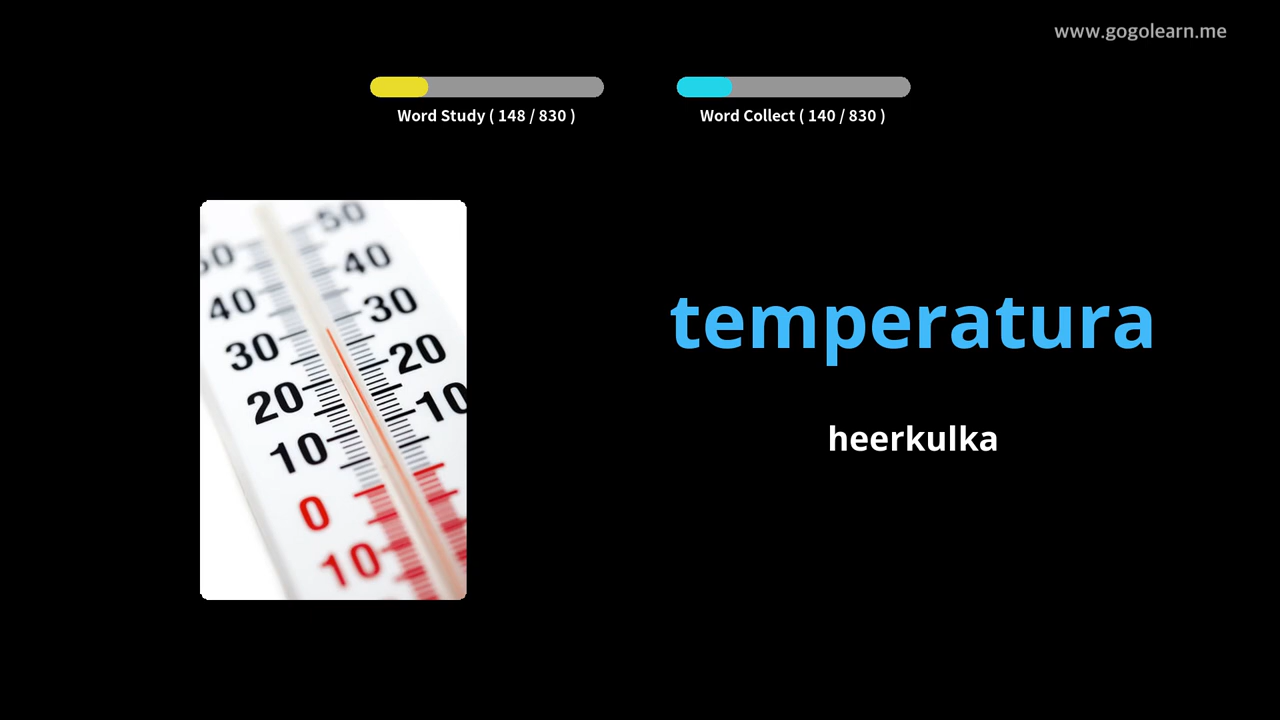 www.gogolearn.me
Word Study ( 148 / 830 )
Word Collect ( 140 / 830 )
50
50
40
40
30
30
20
20
10
10
0
10
temperatura
heerkulka